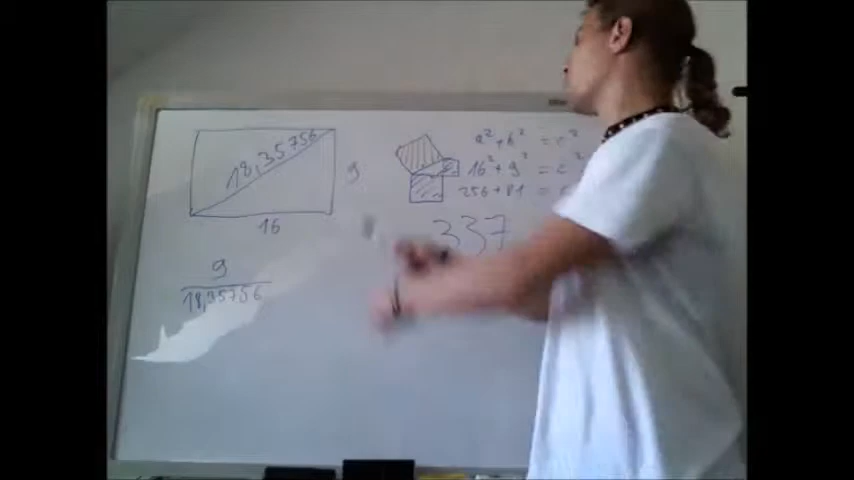 18,35756
9
16
a² + b² = c²
16² + 9² = c²
256 + 81 = c
337
9
18,35756